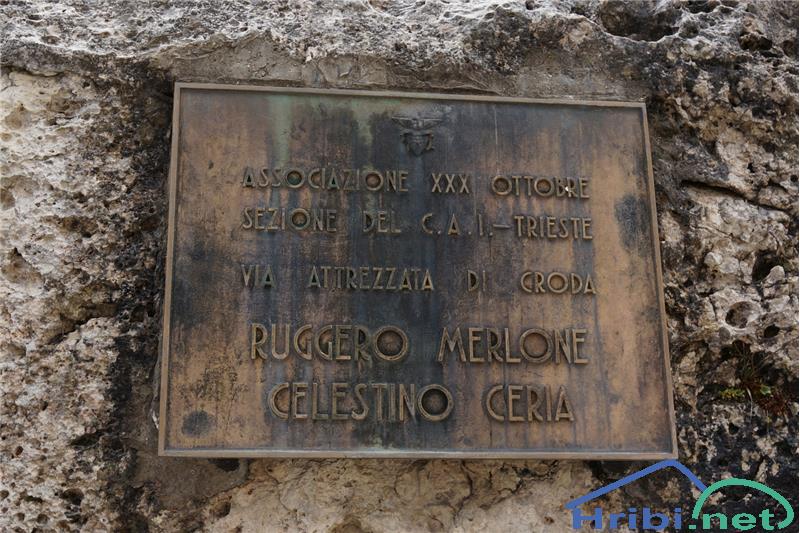 ASSOCIAZIONE XXX OTTOBRE
SEZIONE DEL C.A.I.-TRIESTE
VIA ATTREZZATA DI CRODA
RUGGERO MERLONE
CELESTINO CERIA
Hribi.net